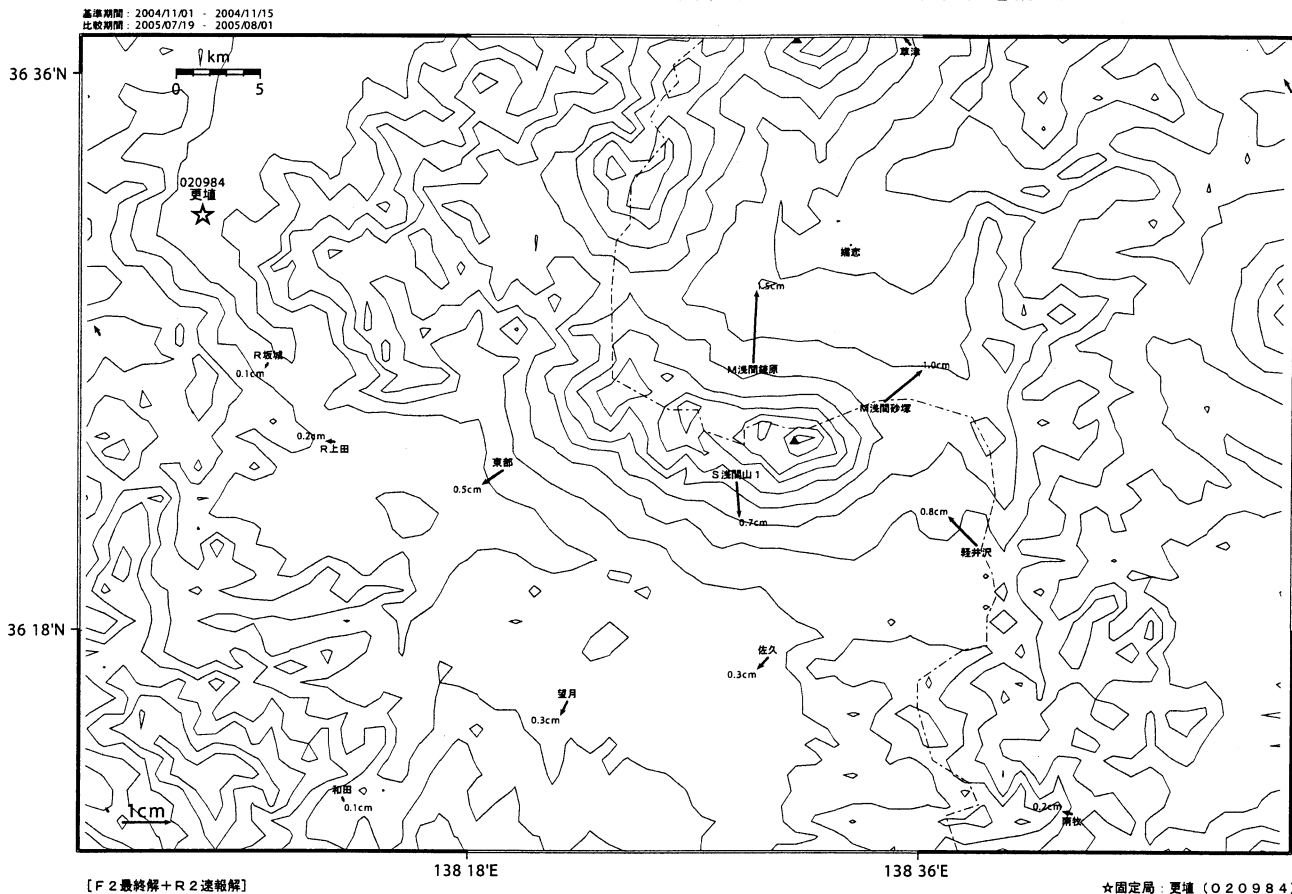 基準期間：2004/11/01 - 2004/11/15
比較期間：2005/07/19 - 2005/08/01
km
0 5
36 36'N
草津
020984
更埴
嬬恋
1.5cm
R坂城
0.1cm
M浅間鎌原
1.0cm
M浅間砂塚
0.2cm
R上田
東部
0.5cm
S浅間山1
0.7cm
0.8cm
軽井沢
36 18'N
佐久
0.3cm
望月
0.3cm
和田
0.1cm
1cm
0.2cm
南牧
138 18'E
138 36'E
[F2最終解+R2速報解]
☆固定局：更埴（020984）